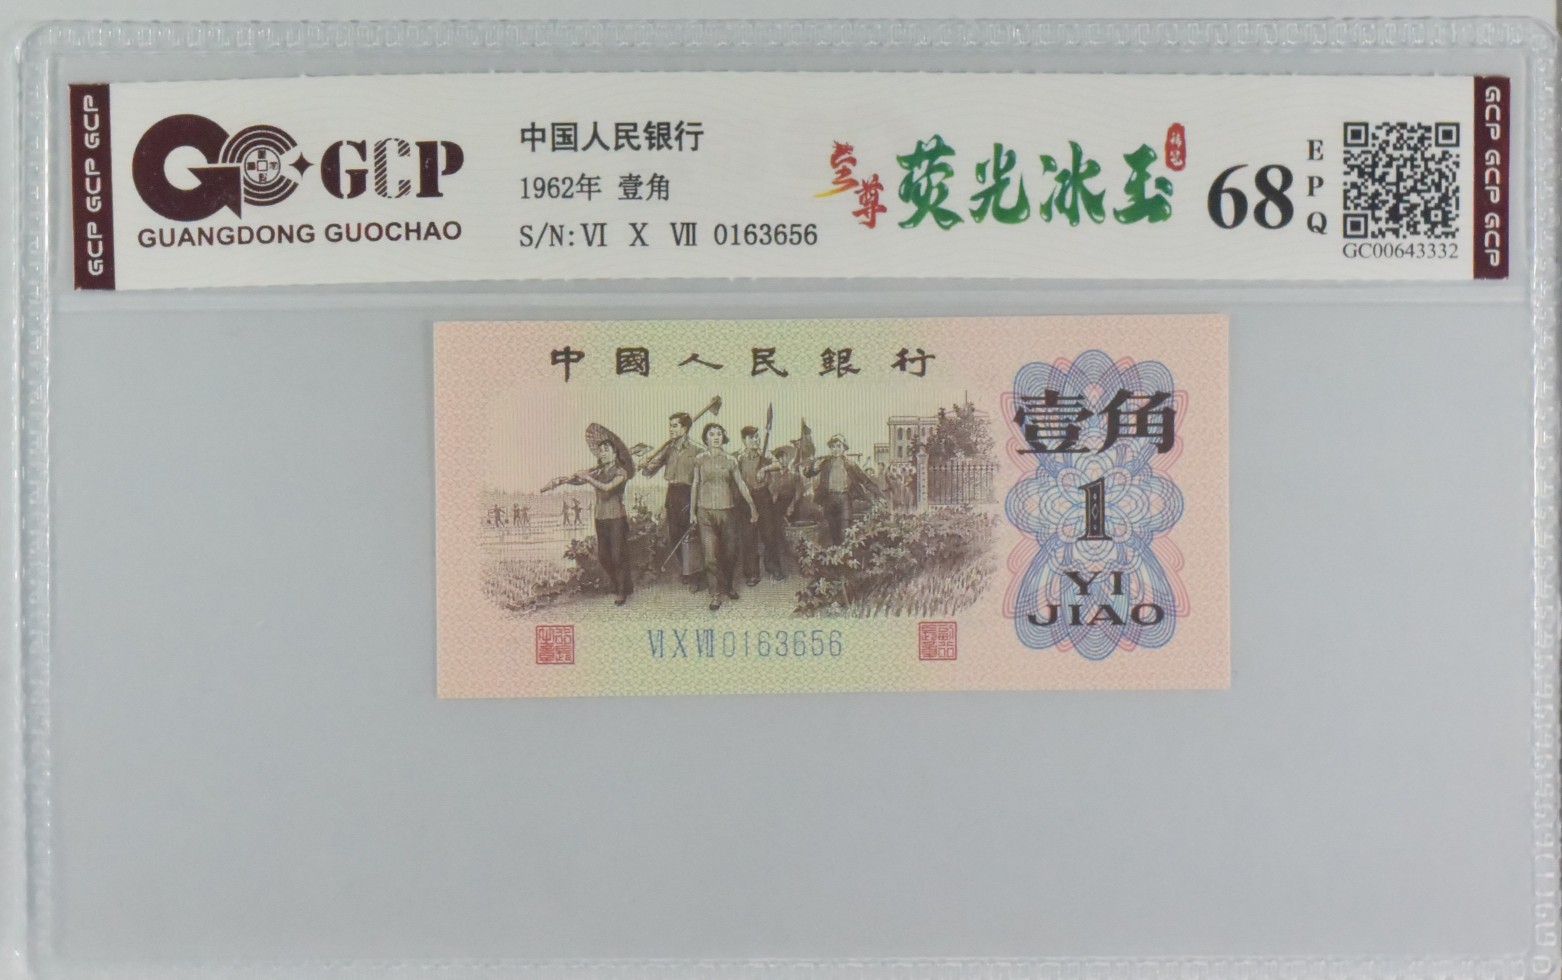 GCP GCP GCP
GCP
GUANGDONG GUOCHAO
中国人民银行
1962年 壹角
S/N: Ⅵ Ⅹ Ⅶ 0163656
至尊
荧光冰玉
68
EPQ
GC00643332
GCP GCP GCP
中國人民銀行
壹角
1
YI
JIAO
Ⅵ Ⅹ Ⅶ 0163656